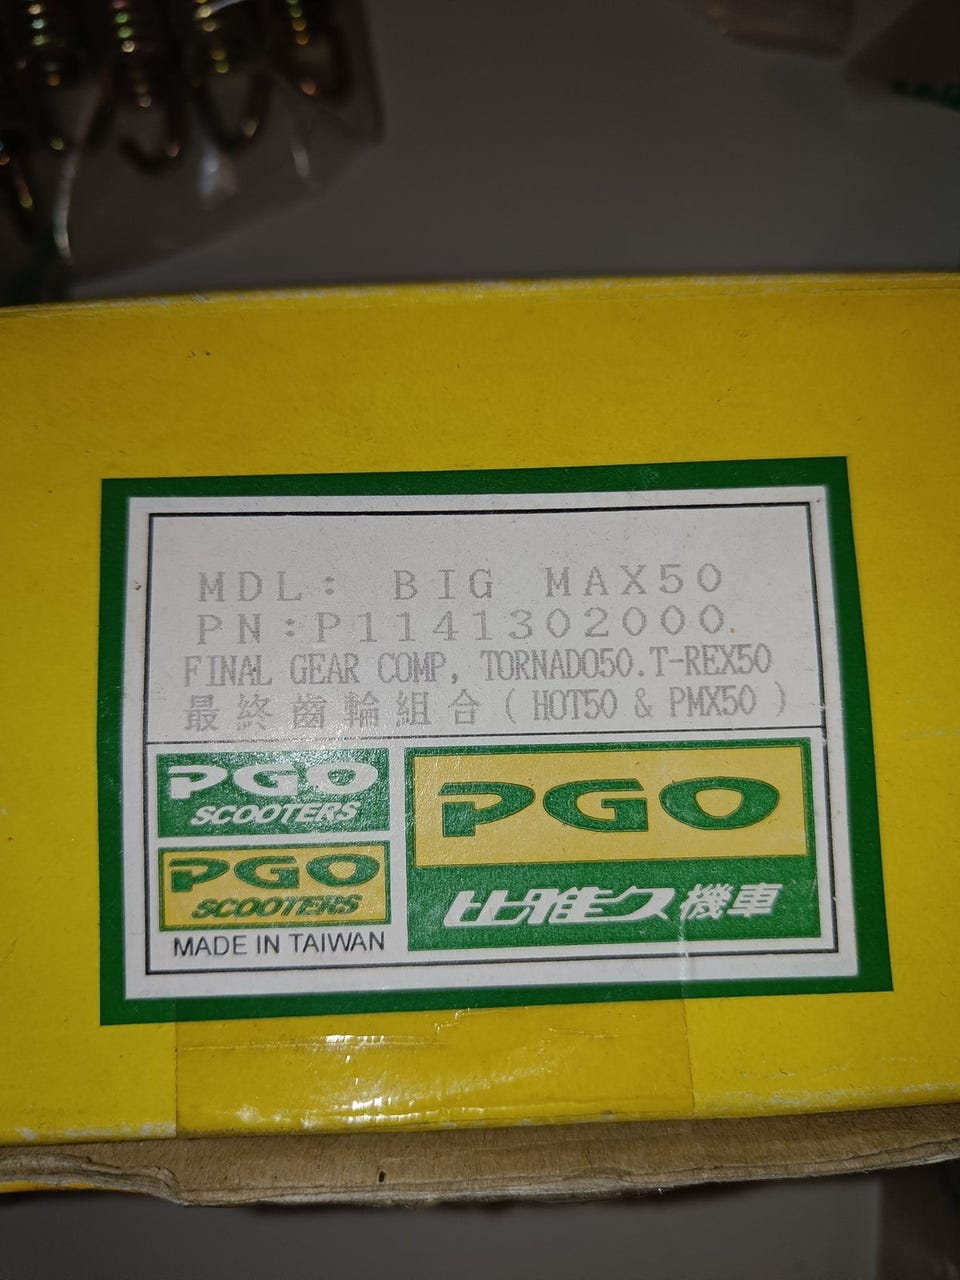 MDL: BIG MAX50
PN:P1141302000.
FINAL GEAR COMP, TORNADO50.T-REX50
最終齒輪組合 ( HOT50 & PMX50 )
PGO
SCOOTERS
PGO
SCOOTERS
MADE IN TAIWAN
PGO
比雅久機車